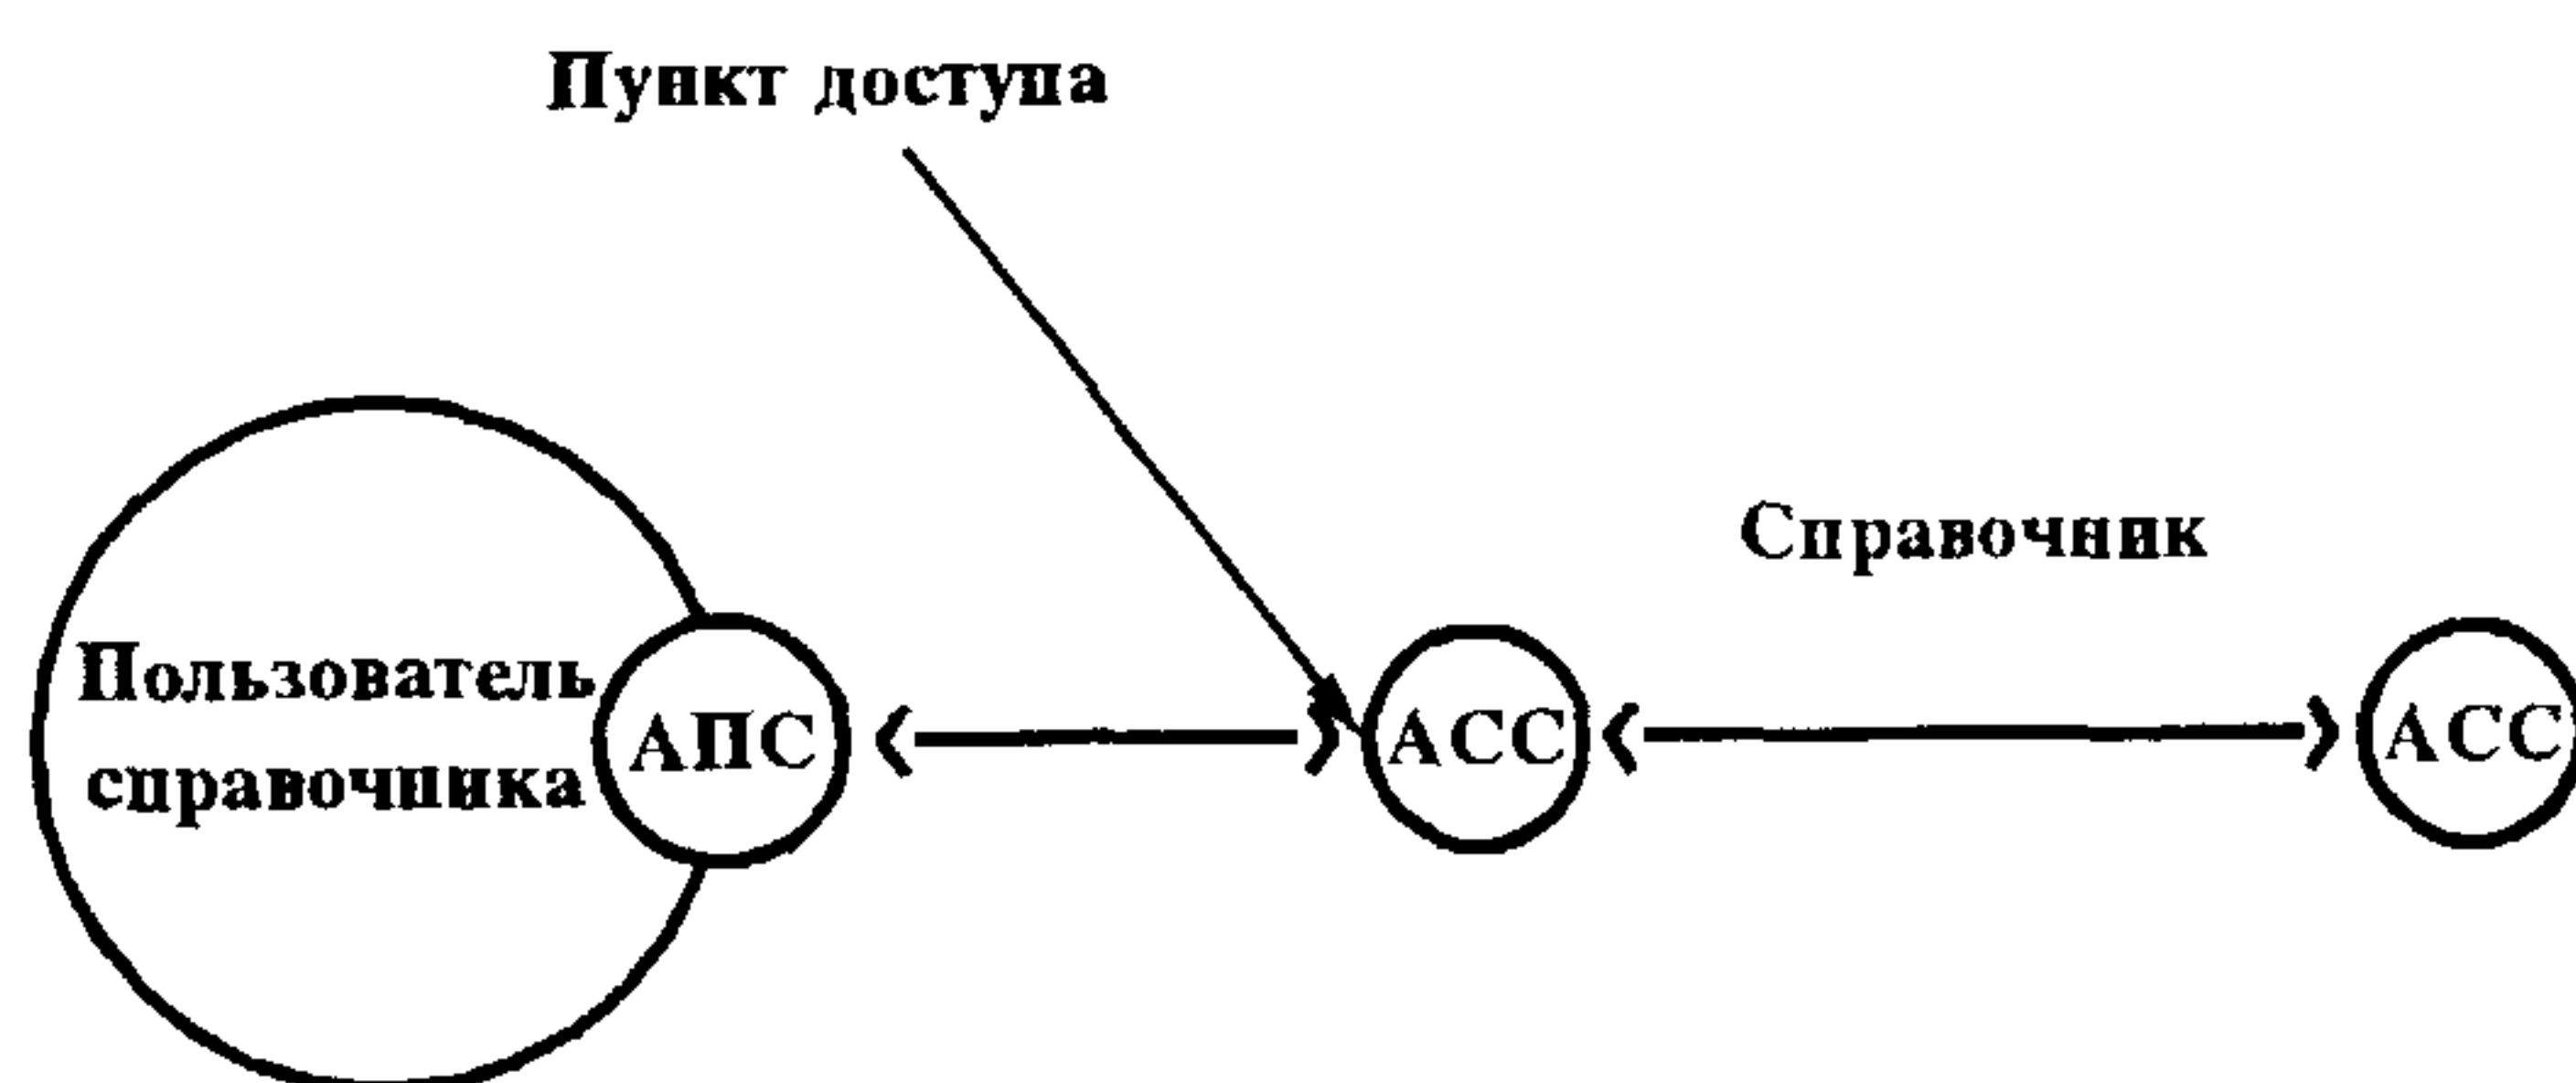 Пункт доступа
Справочник
Пользователь
справочника
АПС
АСС
АСС